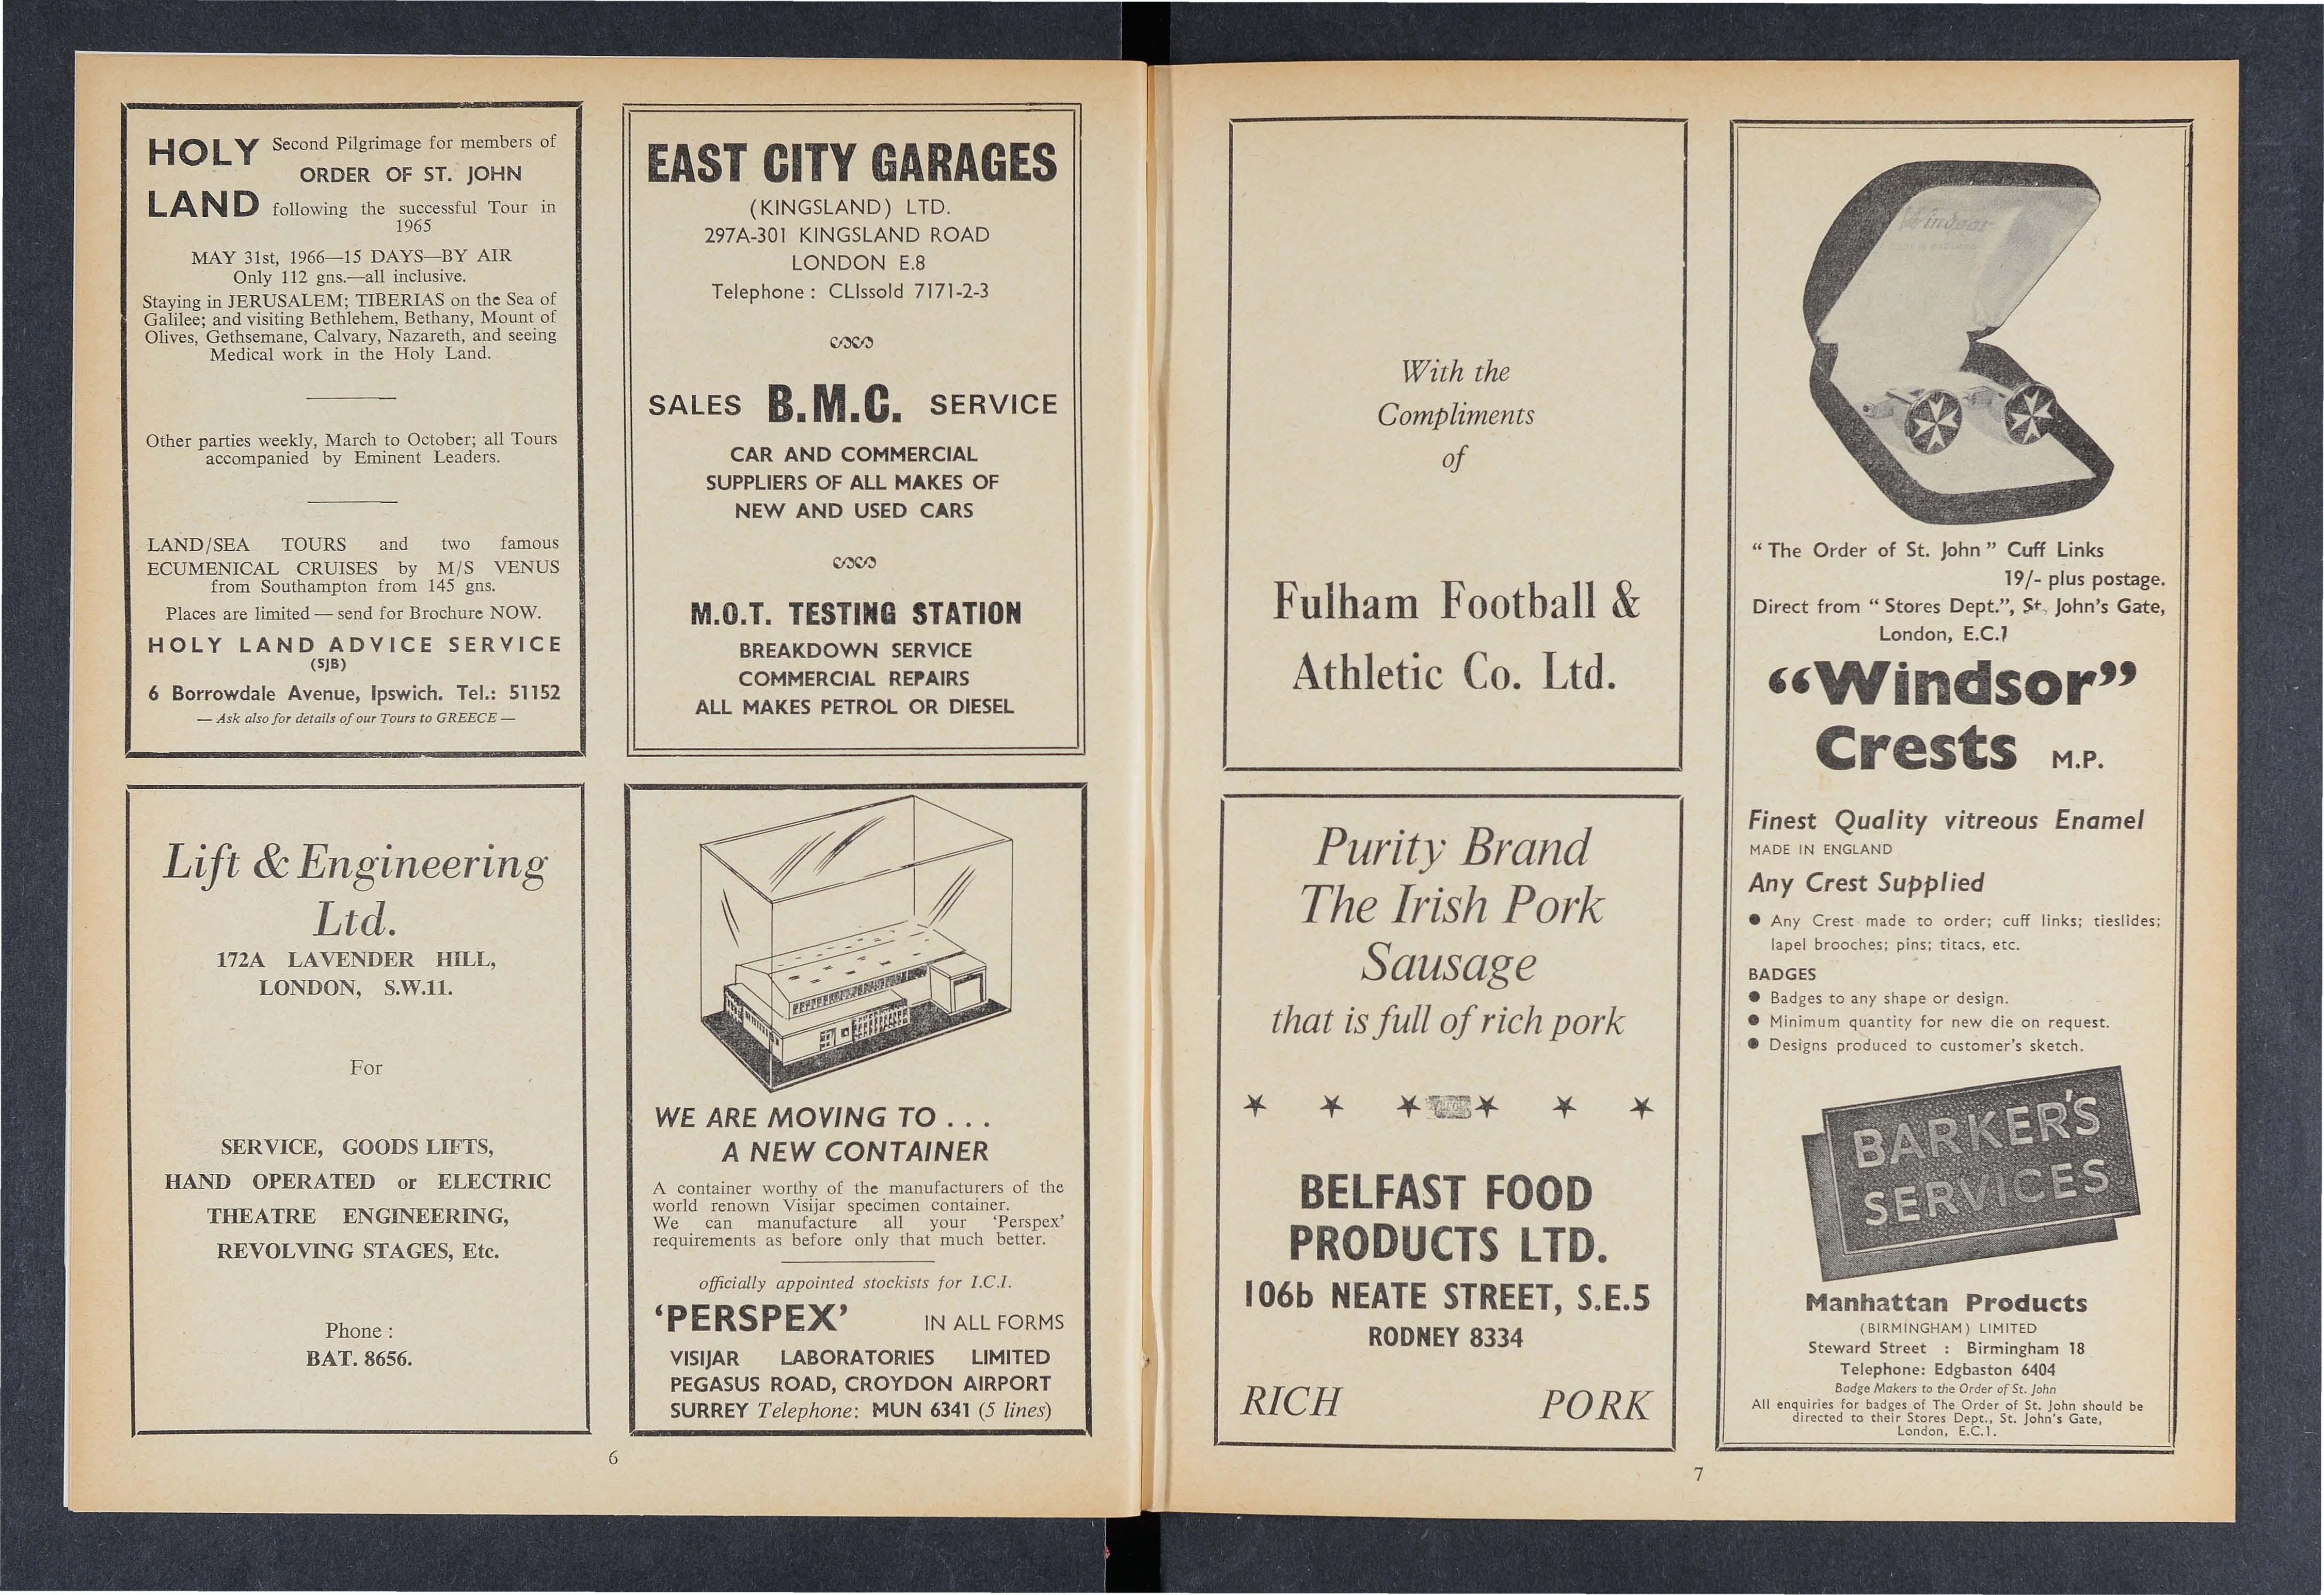 HOLY Second Pilgrimage for members of
ORDER OF ST. JOHN
LAND following the successful Tour in
1965
MAY 31st, 1966—15 DAYS—BY AIR
Only 112 gns.—all inclusive.
Staying in JERUSALEM; TIBERIAS on the Sea of
Galilee; and visiting Bethlehem, Bethany, Mount of
Olives, Gethsemane, Calvary, Nazareth, and seeing
Medical work in the Holy Land.
Other parties weekly, March to October; all Tours
accompanied by Eminent Leaders.
LAND/SEA TOURS and two famous
ECUMENICAL CRUISES by M/S VENUS
from Southampton from 145 gns.
Places are limited — send for Brochure NOW.
HOLY LAND ADVICE SERVICE
(SJB)
6 Borrowdale Avenue, Ipswich. Tel.: 51152
— Ask also for details of our Tours to GREECE —
EAST CITY GARAGES
(KINGSLAND) LTD.
297A-301 KINGSLAND ROAD
LONDON E.8
Telephone : CLIssold 7171-2-3
SALES B.M.C. SERVICE
CAR AND COMMERCIAL
SUPPLIERS OF ALL MAKES OF
NEW AND USED CARS
M.O.T. TESTING STATION
BREAKDOWN SERVICE
COMMERCIAL REPAIRS
ALL MAKES PETROL OR DIESEL
Lift & Engineering
Ltd.
172A LAVENDER HILL,
LONDON, S.W.11.
For
SERVICE, GOODS LIFTS,
HAND OPERATED or ELECTRIC
THEATRE ENGINEERING,
REVOLVING STAGES, Etc.
Phone :
BAT. 8656.
WE ARE MOVING TO . . .
A NEW CONTAINER
A container worthy of the manufacturers of the
world renown Visijar specimen container.
We can manufacture all your 'Perspex'
requirements as before only that much better.
officially appointed stockists for I.C.I.
'PERSPEX' IN ALL FORMS
VISIJAR LABORATORIES LIMITED
PEGASUS ROAD, CROYDON AIRPORT
SURREY Telephone: MUN 6341 (5 lines)
6
With the
Compliments
of
Fulham Football &
Athletic Co. Ltd.
Purity Brand
The Irish Pork
Sausage
that is full of rich pork
BELFAST FOOD
PRODUCTS LTD.
106b NEATE STREET, S.E.5
RODNEY 8334
RICH PORK
Windsor
"The Order of St. John" Cuff Links
19/- plus postage.
Direct from "Stores Dept.", St. John's Gate,
London, E.C.1
"Windsor"
Crests M.P.
Finest Quality vitreous Enamel
MADE IN ENGLAND
Any Crest Supplied
● Any Crest made to order; cuff links; tieslides;
lapel brooches; pins; titacs, etc.
BADGES
● Badges to any shape or design.
● Minimum quantity for new die on request.
● Designs produced to customer's sketch.
BARKER'S
SERVICES
Manhattan Products
(BIRMINGHAM) LIMITED
Steward Street : Birmingham 18
Telephone: Edgbaston 6404
Badge Makers to the Order of St. John
All enquiries for badges of The Order of St. John should be
directed to their Stores Dept., St. John's Gate,
London, E.C.1.
7